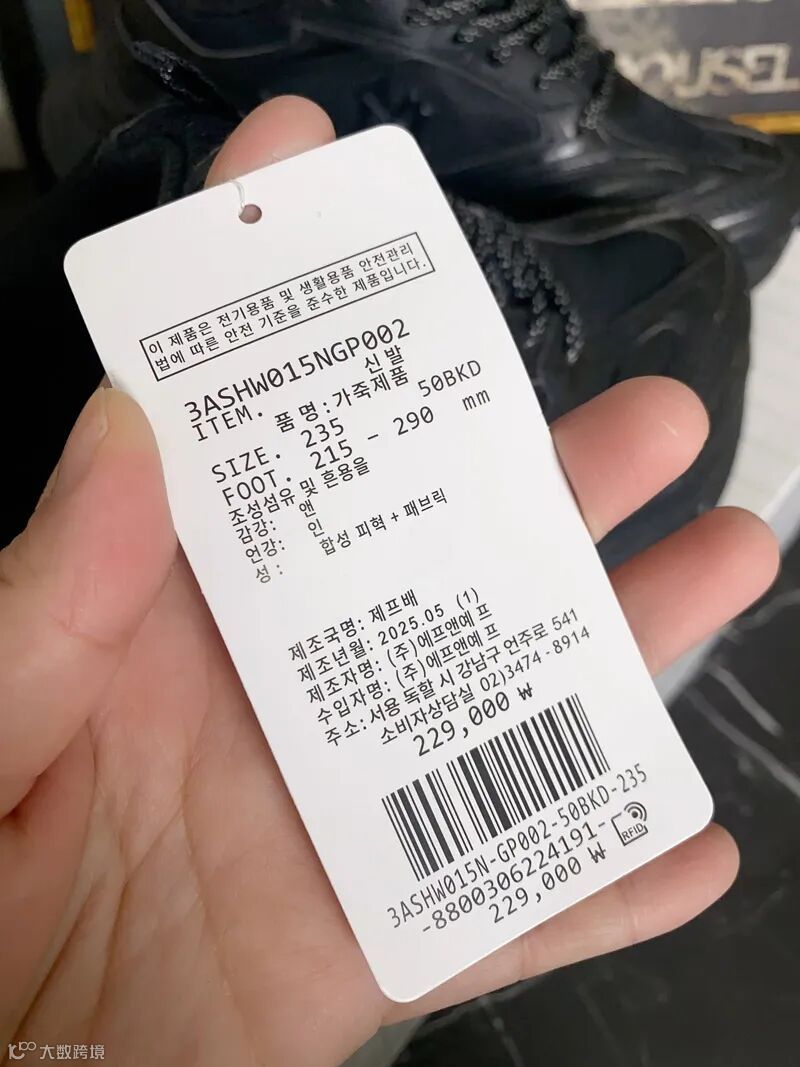 이 제품은 전기용품 및 생활용품 안전관리
법에 따른 안전 기준을 준수한 제품입니다.
3ASHW015NGP002
ITEM. 신발
품 명: 가죽제품
SIZE. 235 50BKD
FOOT. 215 - 290 mm
조성섬유 및 흔용을
감강: 앤
언강: 인
성 : 합성 피혁 + 패브릭
제조국명: 제프배
제조년월: 2025.05 (1)
제조자명: (주)에프앤에 프
수입자명: (주)에프앤에 프
주소: 서용 독할 시 강남구 언주로 541
소비자상담실 02)3474-8914
229,000 ₩
3ASHW015N-GP002-50BKD-235
-8800306224191-
229,000 ₩
RFID
大数跨境